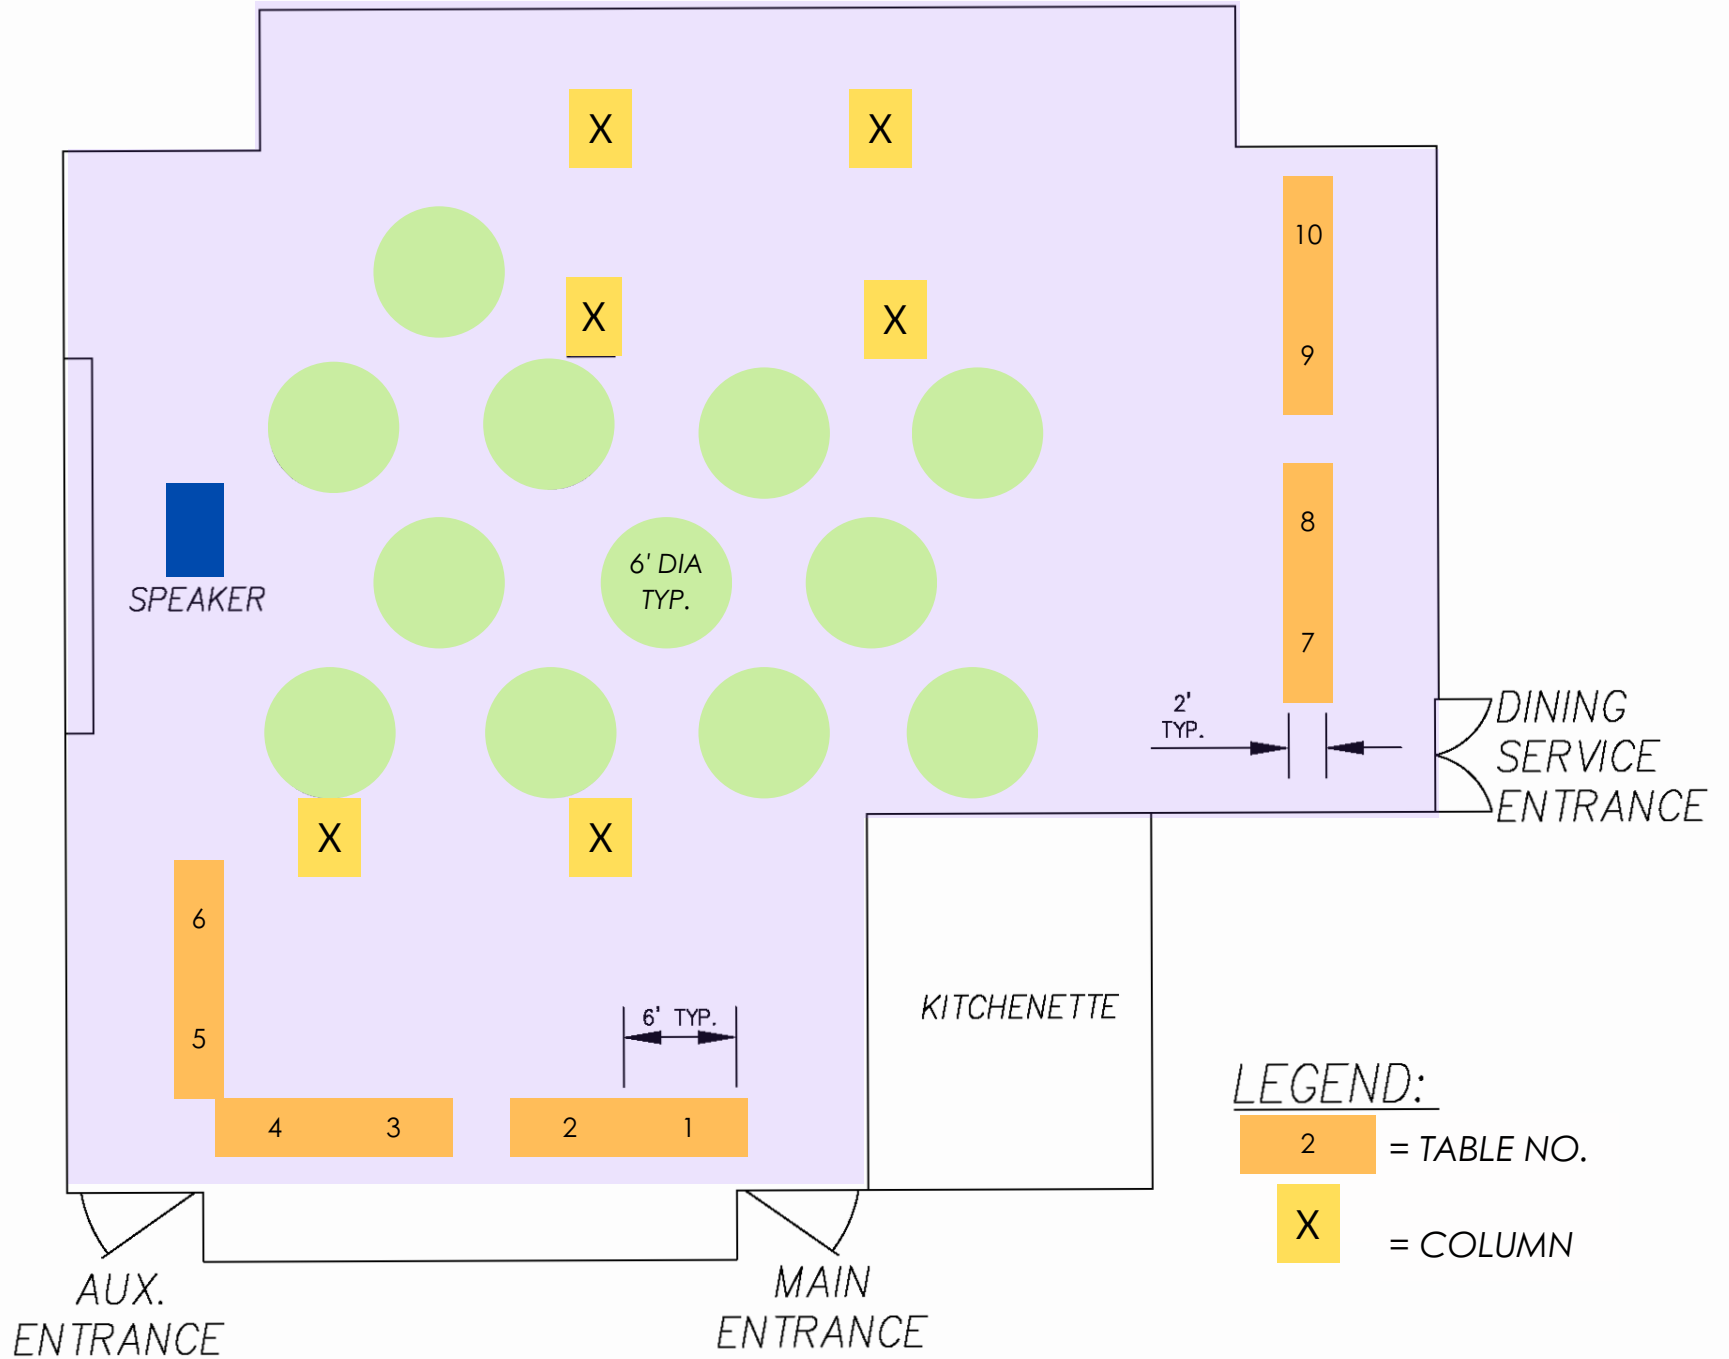 X
X
10
X
X
9
8
6' DIA
TYP.
SPEAKER
7
2'
TYP.
DINING
SERVICE
ENTRANCE
X
X
6
KITCHENETTE
6' TYP.
5
4
3
2
1
LEGEND:
2
= TABLE NO.
X
= COLUMN
AUX.
ENTRANCE
MAIN
ENTRANCE